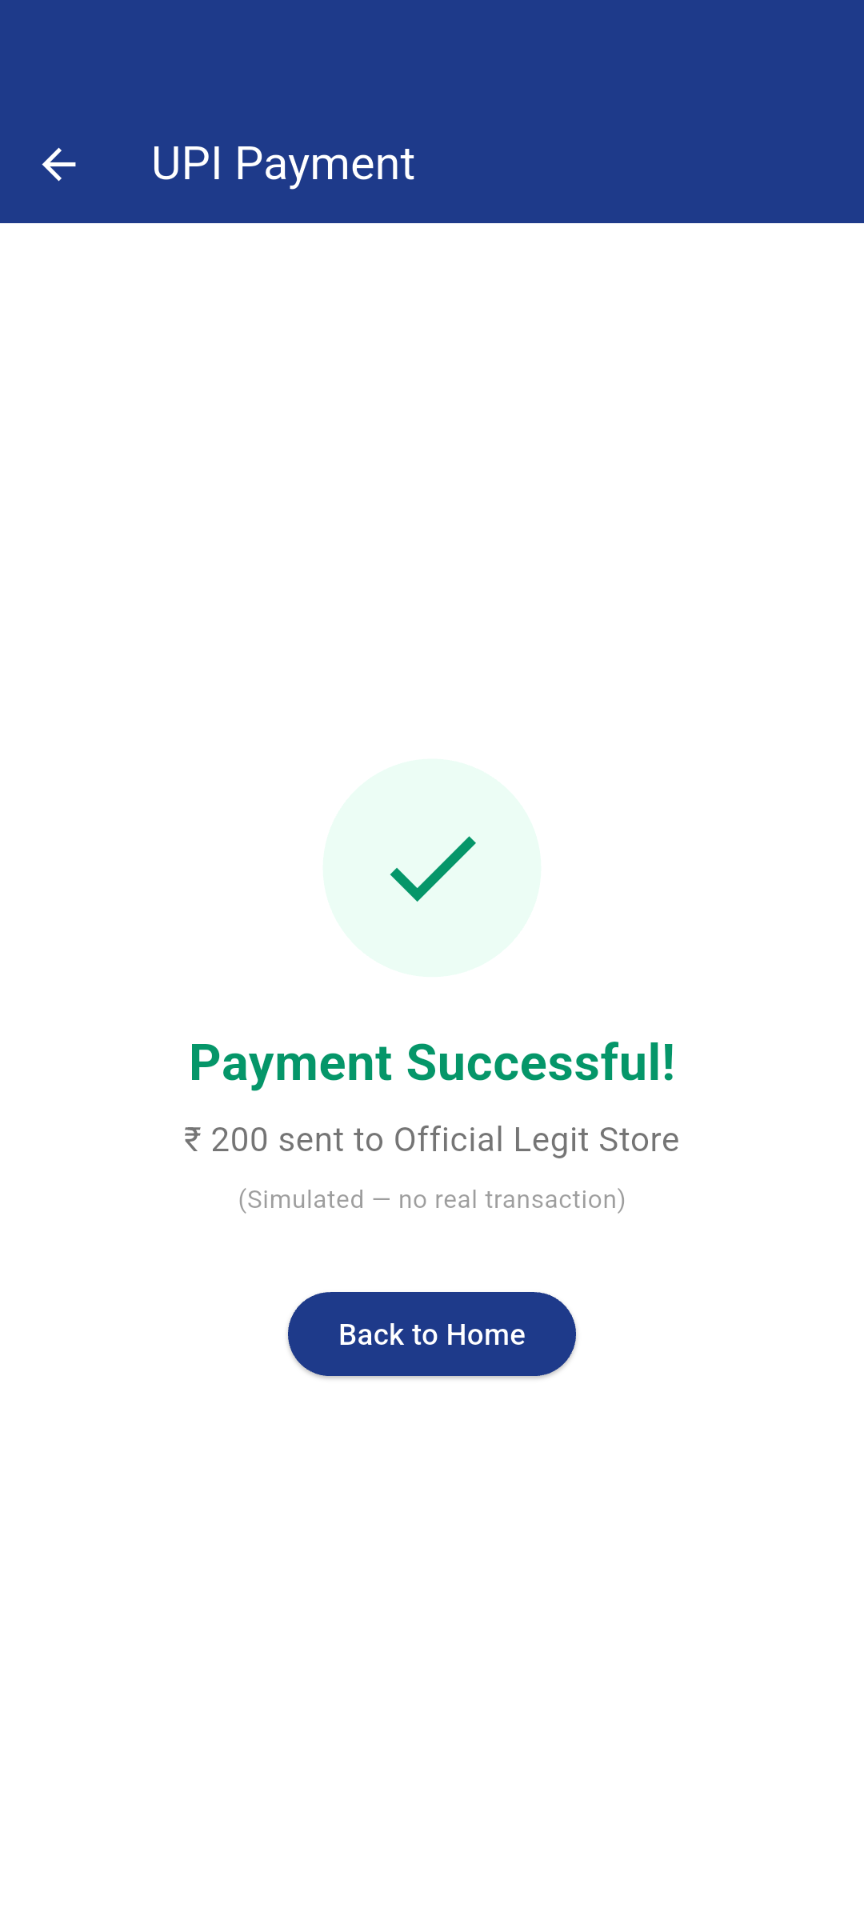 UPI Payment
Payment Successful!
₹ 200 sent to Official Legit Store
(Simulated — no real transaction)
Back to Home